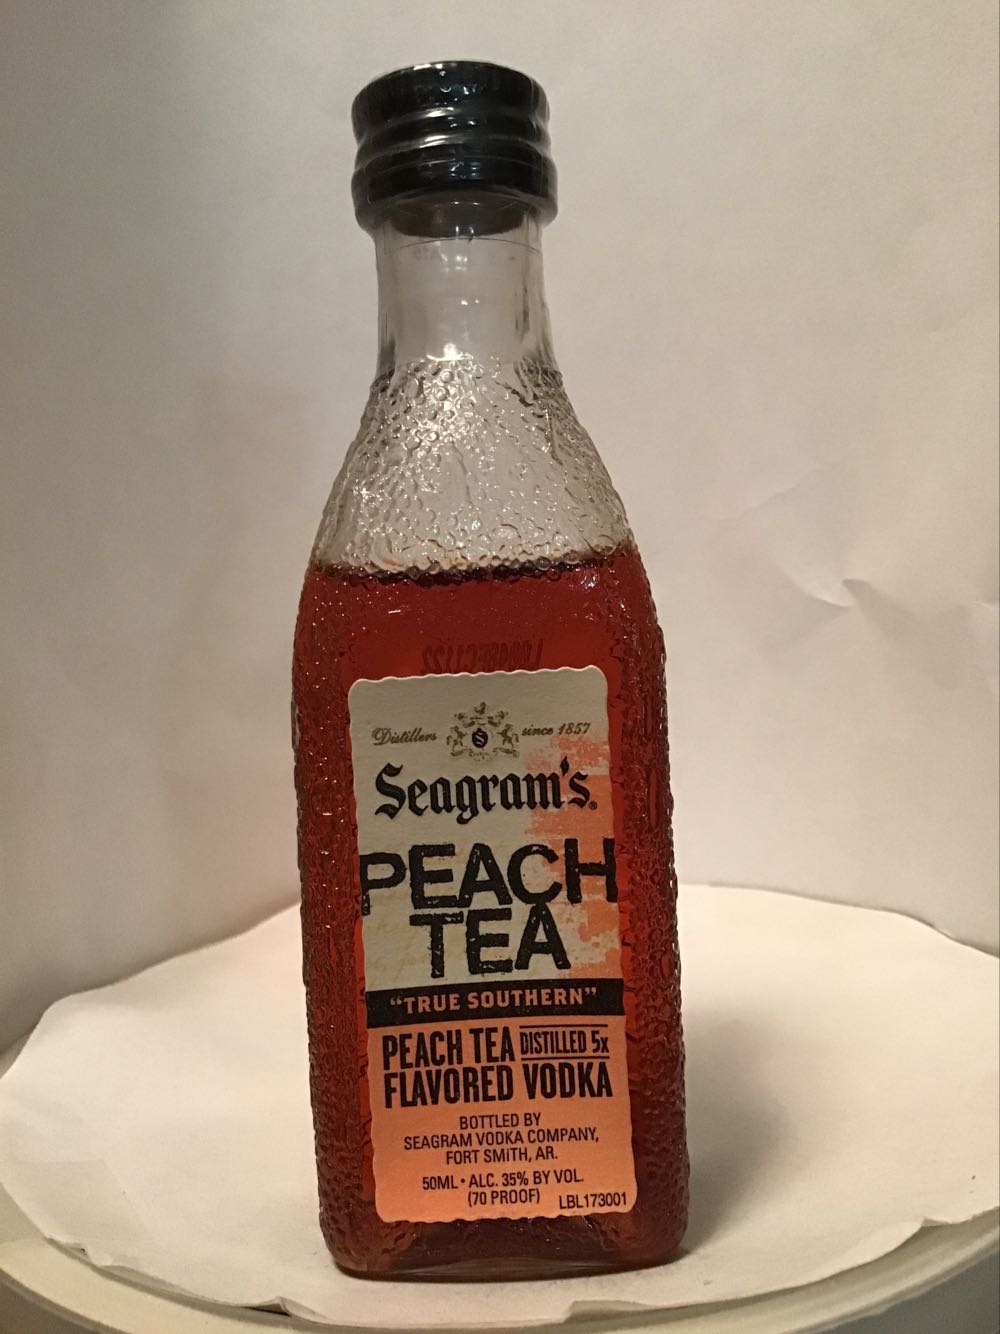 Distillers S since 1857
Seagram's
PEACH
TEA
"TRUE SOUTHERN"
PEACH TEA DISTILLED 5x
FLAVORED VODKA
BOTTLED BY
SEAGRAM VODKA COMPANY,
FORT SMITH, AR.
50ML • ALC. 35% BY VOL.
(70 PROOF) LBL173001